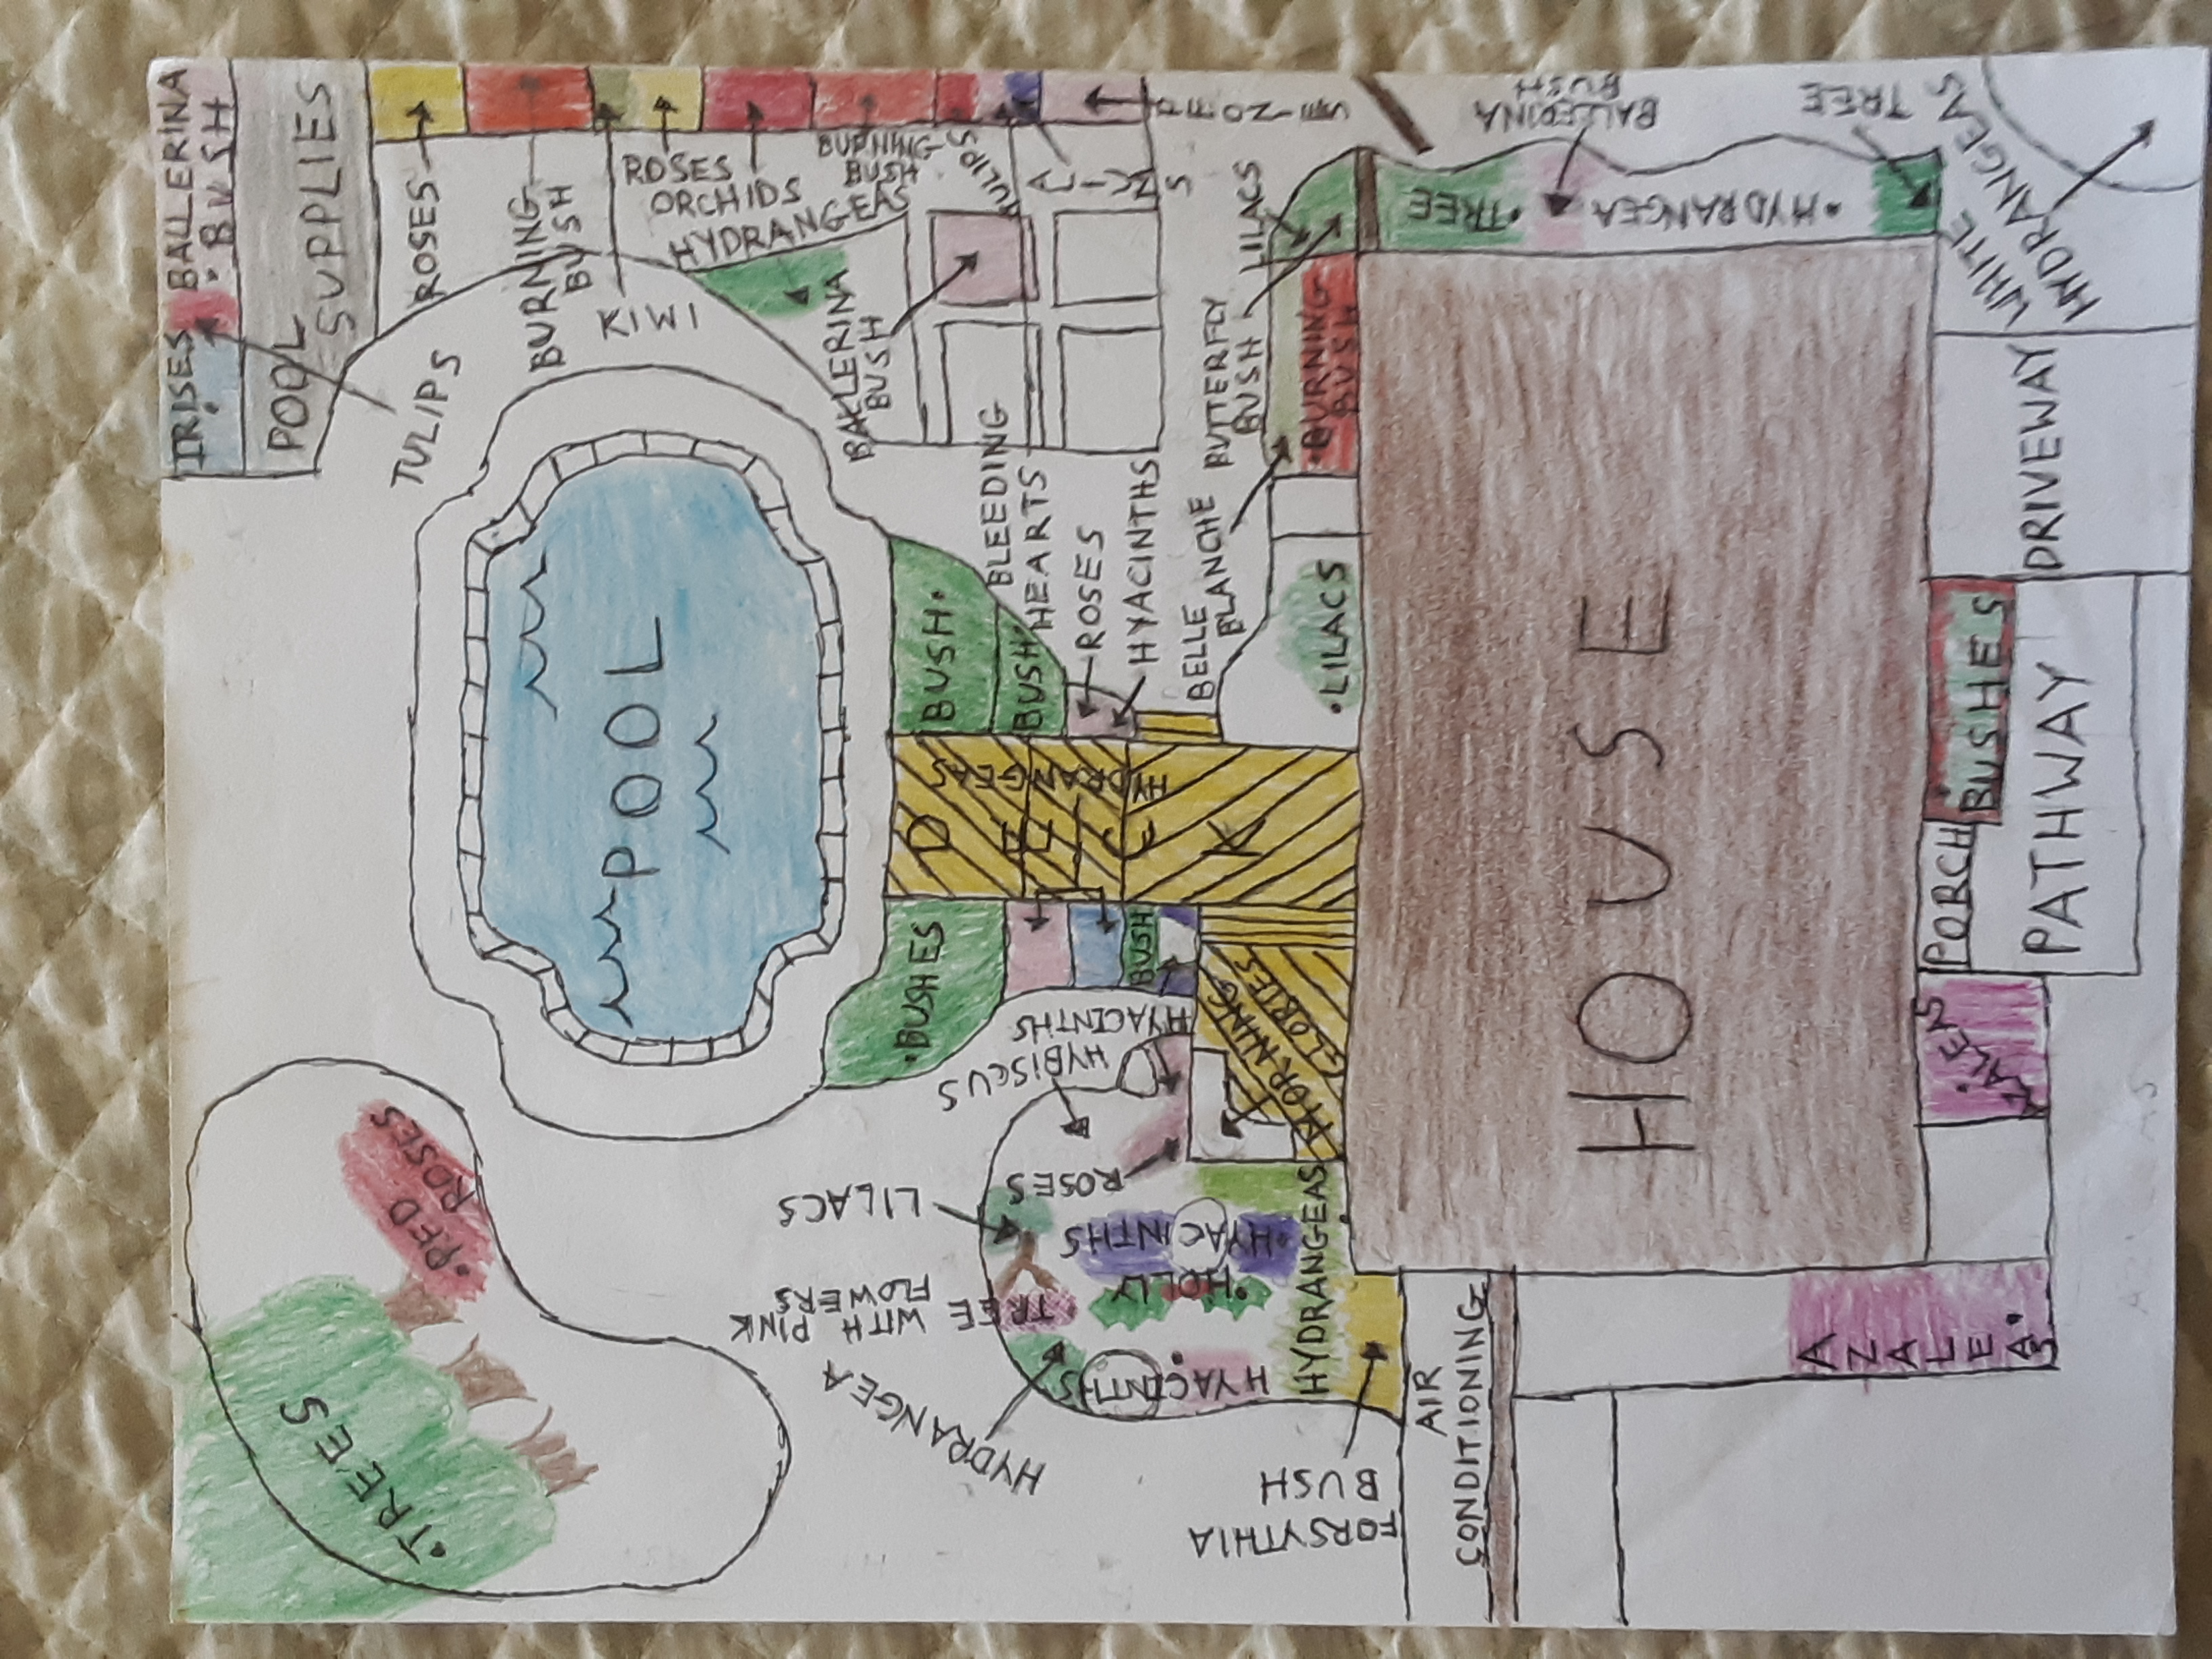 IRISES
BALLERINA
BUSH
POOL
SUPPLIES
TREES
RED
ROSES
TULIPS
ROSES
BURNING
BUSH
KIWI
ROSES
ORCHIDS
HYDRANGEAS
POOL
BURNING
BUSH
BALLERINA
BUSH
TULIPS
HYDRANGEA
TREE WITH PINK
FLOWERS
LILACS
BUSHES
DECK
HYDRANGEAS
BUSH
BUSH
BLEEDING
HEARTS
ROSES
HYACINTHS
PEONIES
HYBISCUS
HYACINTHS
ROSES
HYACINTHS
HOLLY
HYACINTHS
BUSH
BELLE
BLANCHE
BUTTERFLY
BUSH
LILACS
FORSYTHIA
BUSH
HYDRANGEAS
MORNING
GLORIES
LILACS
BURNING
BUSH
AIR
CONDITIONING
TREE
BALLERINA
BUSH
HOUSE
HYDRANGEA
TREE
AZALEAS
AZALEAS
PORCH
BUSHES
PATHWAY
DRIVEWAY
WHITE
HYDRANGEAS